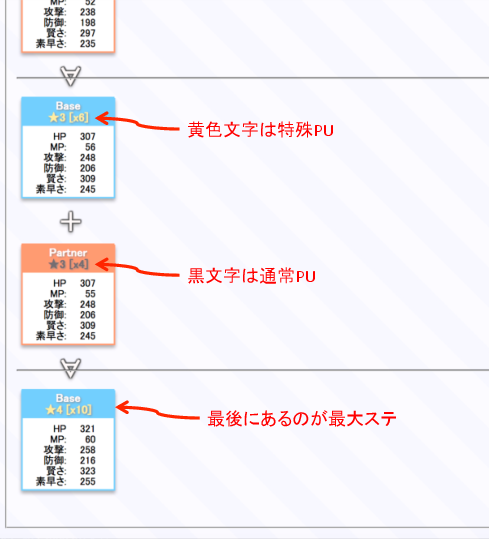 MP: 52
攻撃: 238
防御: 198
賢さ: 297
素早さ: 235
Base
★3 [x6]
黄色文字は特殊PU
HP 307
MP: 56
攻撃: 248
防御: 206
賢さ: 309
素早さ: 245
Partner
★3 [x4]
黒文字は通常PU
HP 307
MP: 55
攻撃: 248
防御: 206
賢さ: 309
素早さ: 245
Base
★4 [x10]
最後にあるのが最大ステ
HP 321
MP: 60
攻撃: 258
防御: 216
賢さ: 323
素早さ: 255